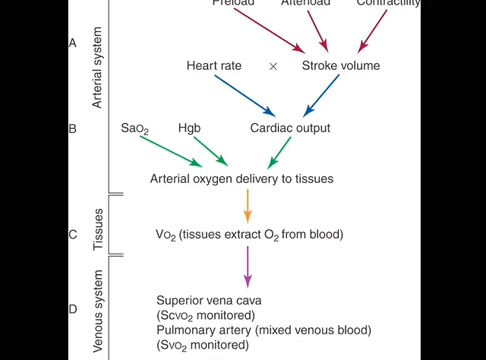 Preload Afterload Contractility
A
Arterial system
Heart rate × Stroke volume
B
SaO2 Hgb Cardiac output
Arterial oxygen delivery to tissues
C
Tissues
VO2 (tissues extract O2 from blood)
D
Venous system
Superior vena cava
(ScVO2 monitored)
Pulmonary artery (mixed venous blood)
(SVO2 monitored)